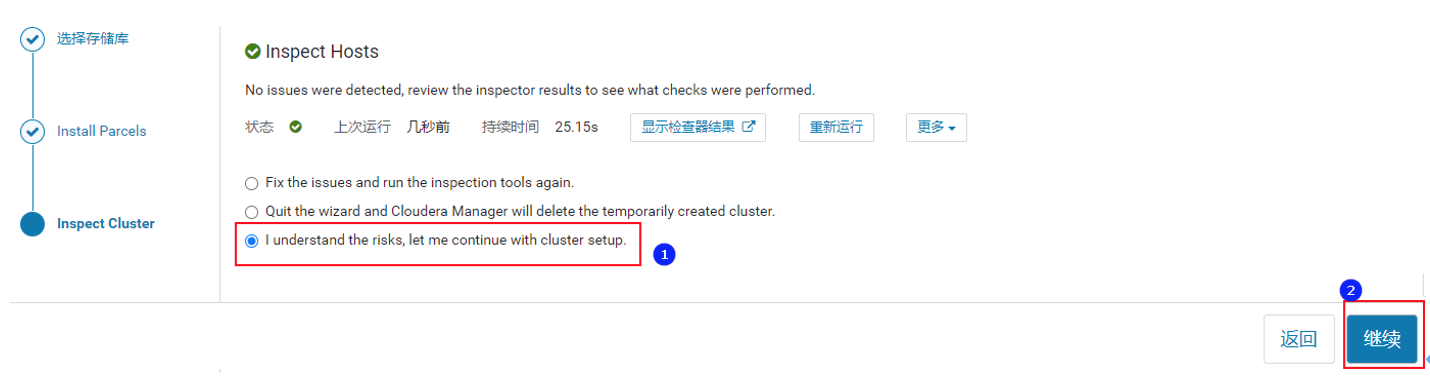 选择存储库
Install Parcels
Inspect Cluster
Inspect Hosts
No issues were detected, review the inspector results to see what checks were performed.
状态 上次运行 几秒前 持续时间 25.15s 显示检查器结果 重新运行 更多
Fix the issues and run the inspection tools again.
Quit the wizard and Cloudera Manager will delete the temporarily created cluster.
I understand the risks, let me continue with cluster setup.
1
2
返回 继续